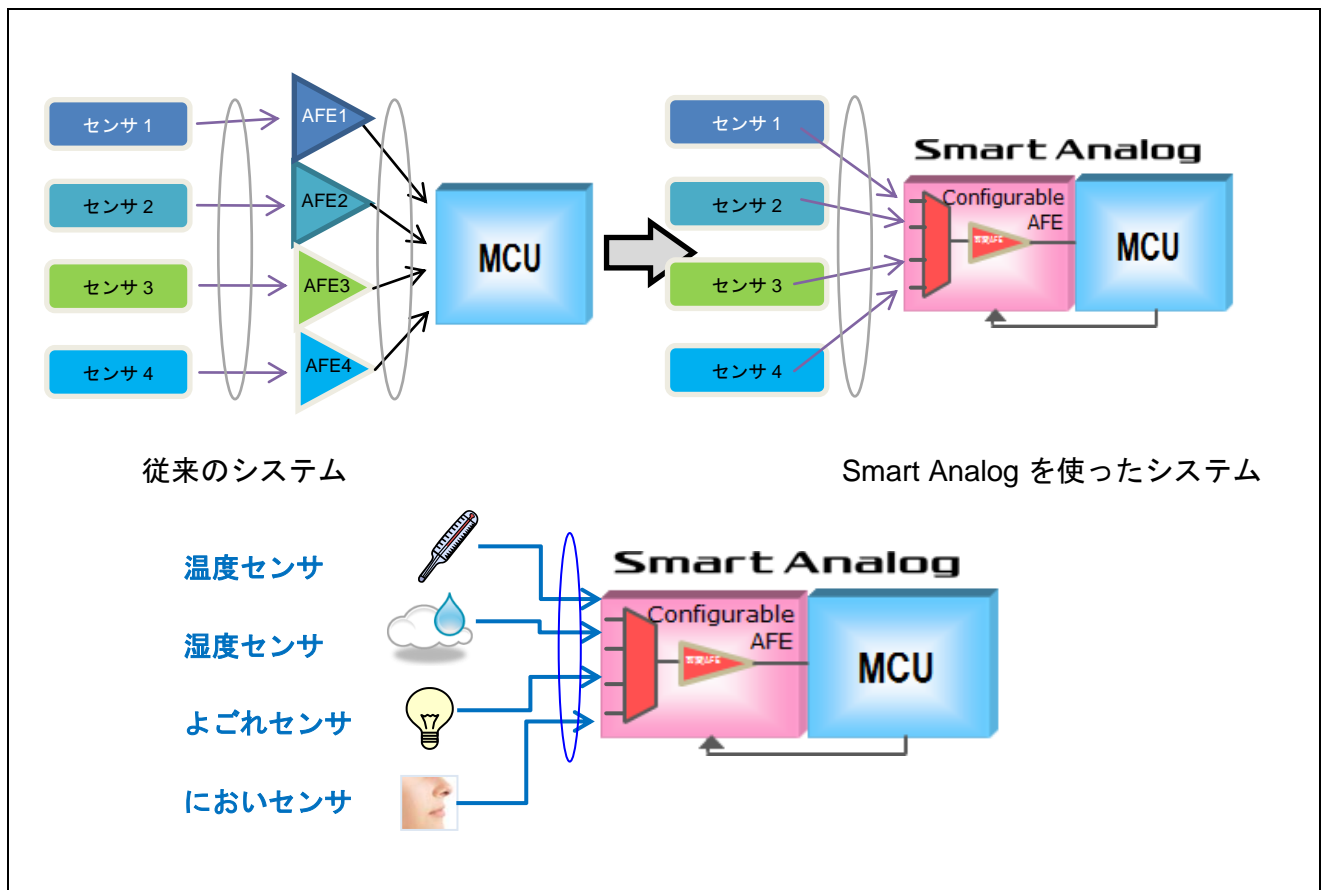 センサ 1
センサ 2
センサ 3
センサ 4
AFE1
AFE2
AFE3
AFE4
MCU
センサ 1
センサ 2
センサ 3
センサ 4
Smart Analog
Configurable
AFE
MCU
従来のシステム
Smart Analog を使ったシステム
温度センサ
湿度センサ
よごれセンサ
においセンサ
Smart Analog
Configurable
AFE
MCU